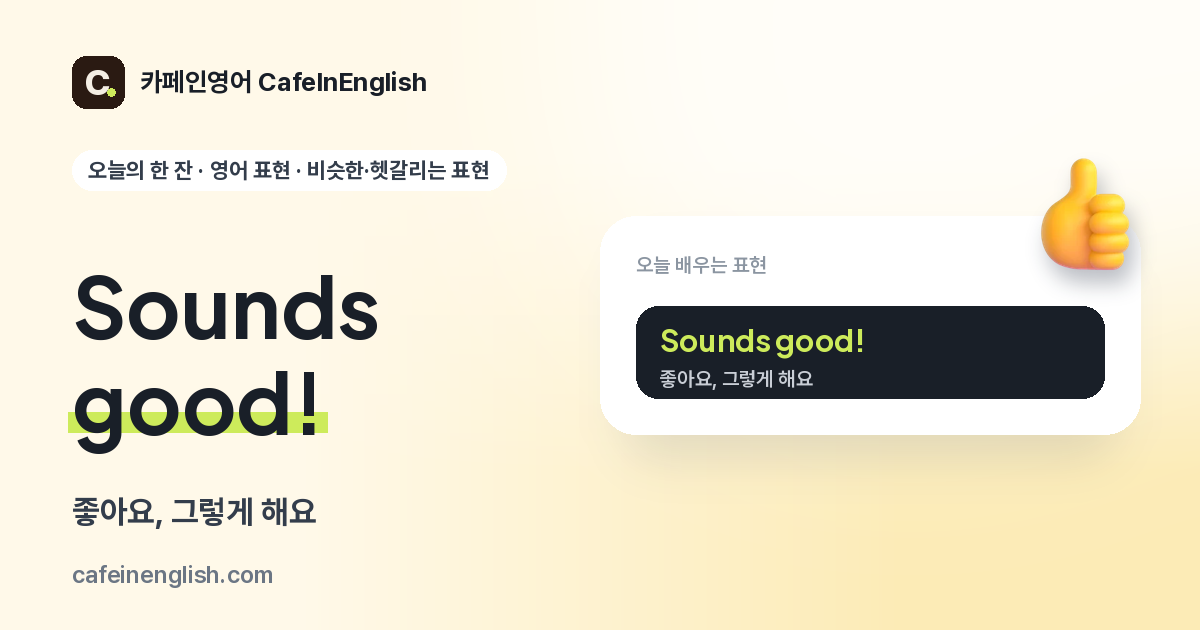 C
카페인영어 CafeInEnglish
오늘의 한 잔 · 영어 표현 · 비슷한·헷갈리는 표현
Sounds
good!
좋아요, 그렇게 해요
cafeinenglish.com
오늘 배우는 표현
Sounds good!
좋아요, 그렇게 해요